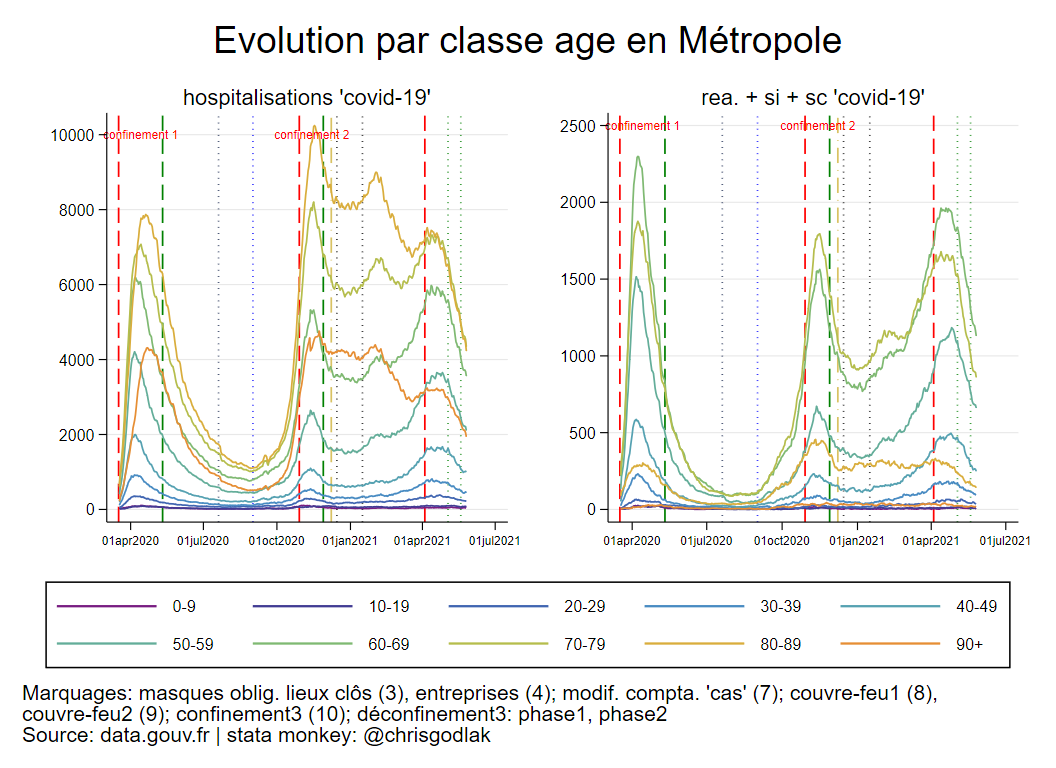 Evolution par classe age en Métropole
hospitalisations 'covid-19'
confinement 1
confinement 2
10000
8000
6000
4000
2000
0
01apr2020
01jul2020
01oct2020
01jan2021
01apr2021
01jul2021
rea. + si + sc 'covid-19'
confinement 1
confinement 2
2500
2000
1500
1000
500
0
01apr2020
01jul2020
01oct2020
01jan2021
01apr2021
01jul2021
0-9 10-19 20-29 30-39 40-49
50-59 60-69 70-79 80-89 90+
Marquages: masques oblig. lieux clôs (3), entreprises (4); modif. compta. 'cas' (7); couvre-feu1 (8),
couvre-feu2 (9); confinement3 (10); déconfinement3: phase1, phase2
Source: data.gouv.fr | stata monkey: @chrisgodlak